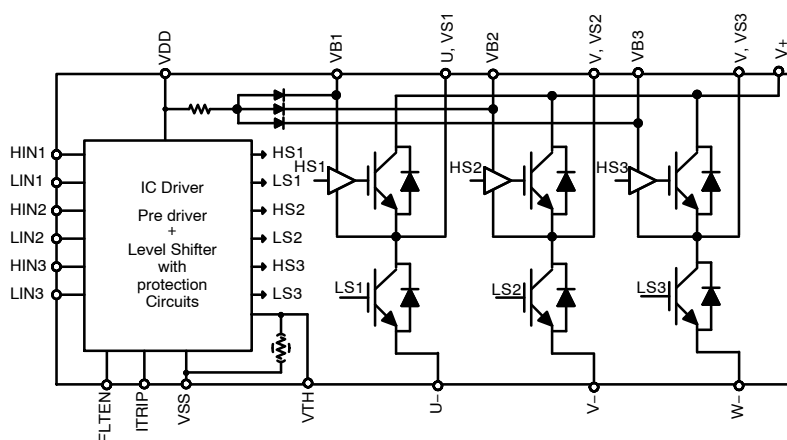 VDD
VB1
U, VS1
VB2
V, VS2
VB3
V, VS3
V+
HIN1
LIN1
HIN2
LIN2
HIN3
LIN3
IC Driver
Pre driver
+
Level Shifter
with
protection
Circuits
HS1
LS1
HS2
LS2
HS3
LS3
HS1
HS2
HS3
LS1
LS2
LS3
FLTEN
ITRIP
VSS
VTH
U−
V−
W−